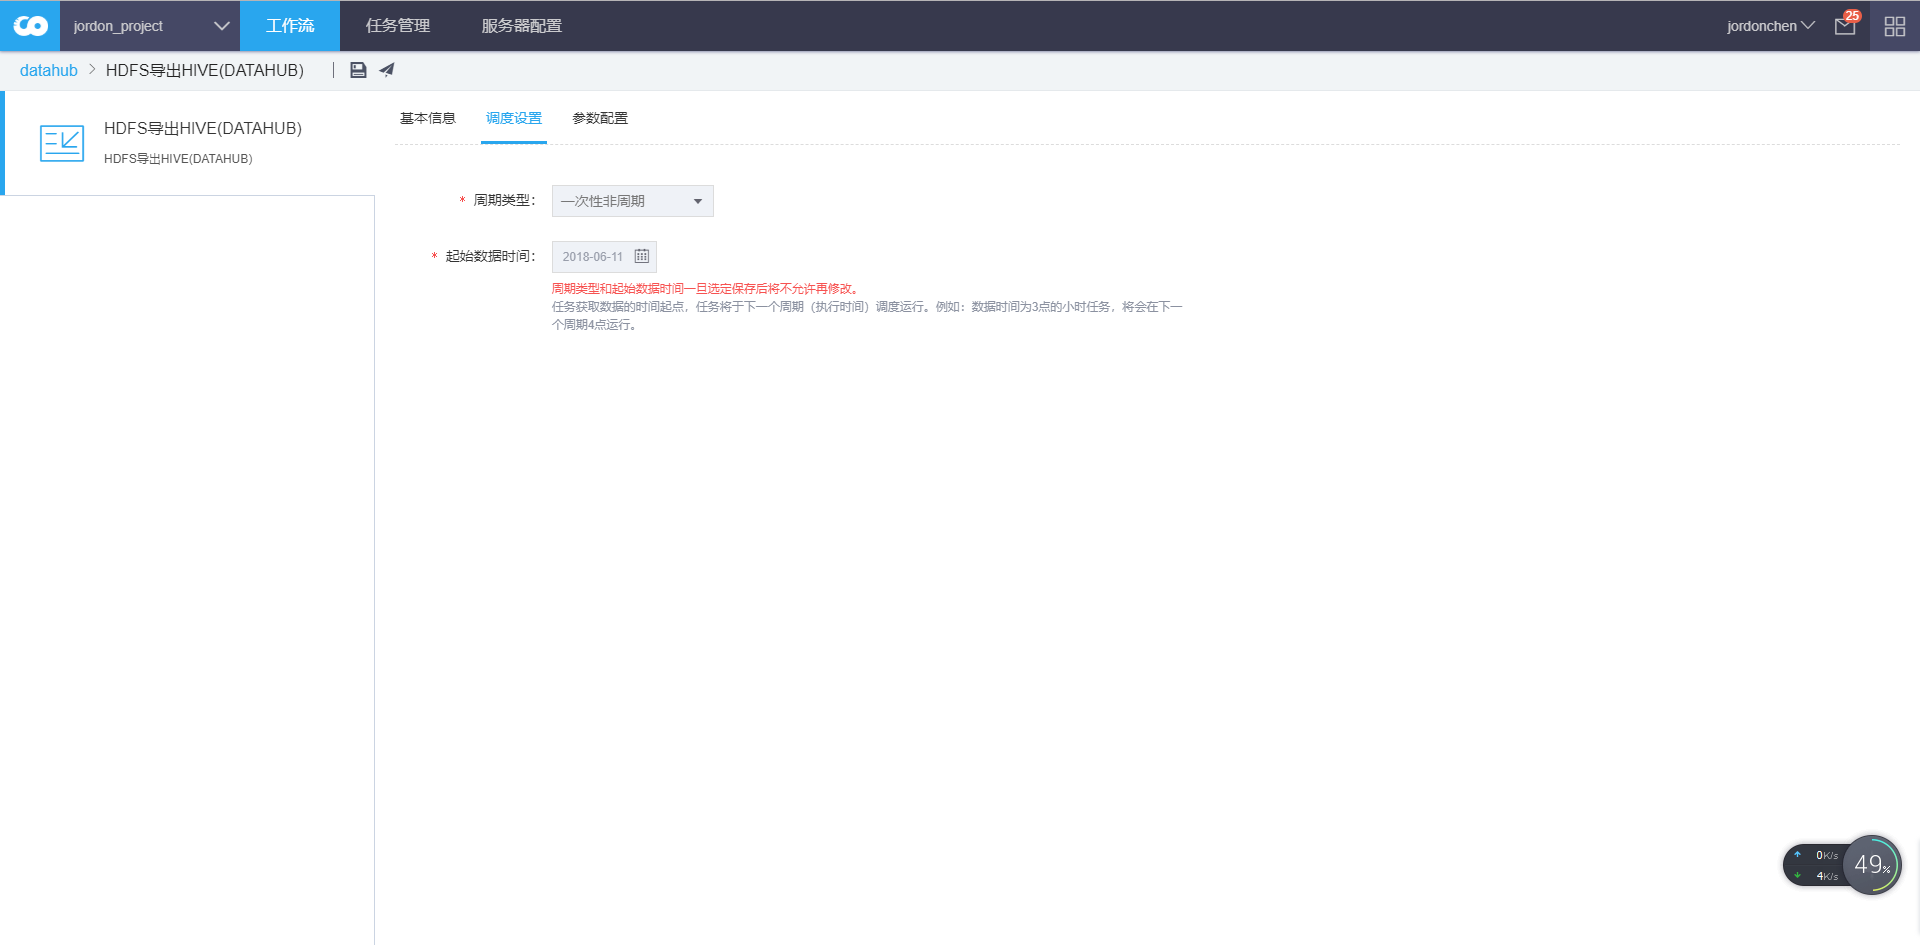 jordon_project
工作流
任务管理
服务器配置
jordonchen
25
datahub > HDFS导出HIVE(DATAHUB)
HDFS导出HIVE(DATAHUB)
HDFS导出HIVE(DATAHUB)
基本信息
调度设置
参数配置
* 周期类型：
一次性非周期
* 起始数据时间：
2018-06-11
周期类型和起始数据时间一旦选定保存后将不允许再修改。
任务获取数据的时间起点，任务将于下一个周期（执行时间）调度运行。例如：数据时间为3点的小时任务，将会在下一
个周期4点运行。
0K/s
4K/s
49%